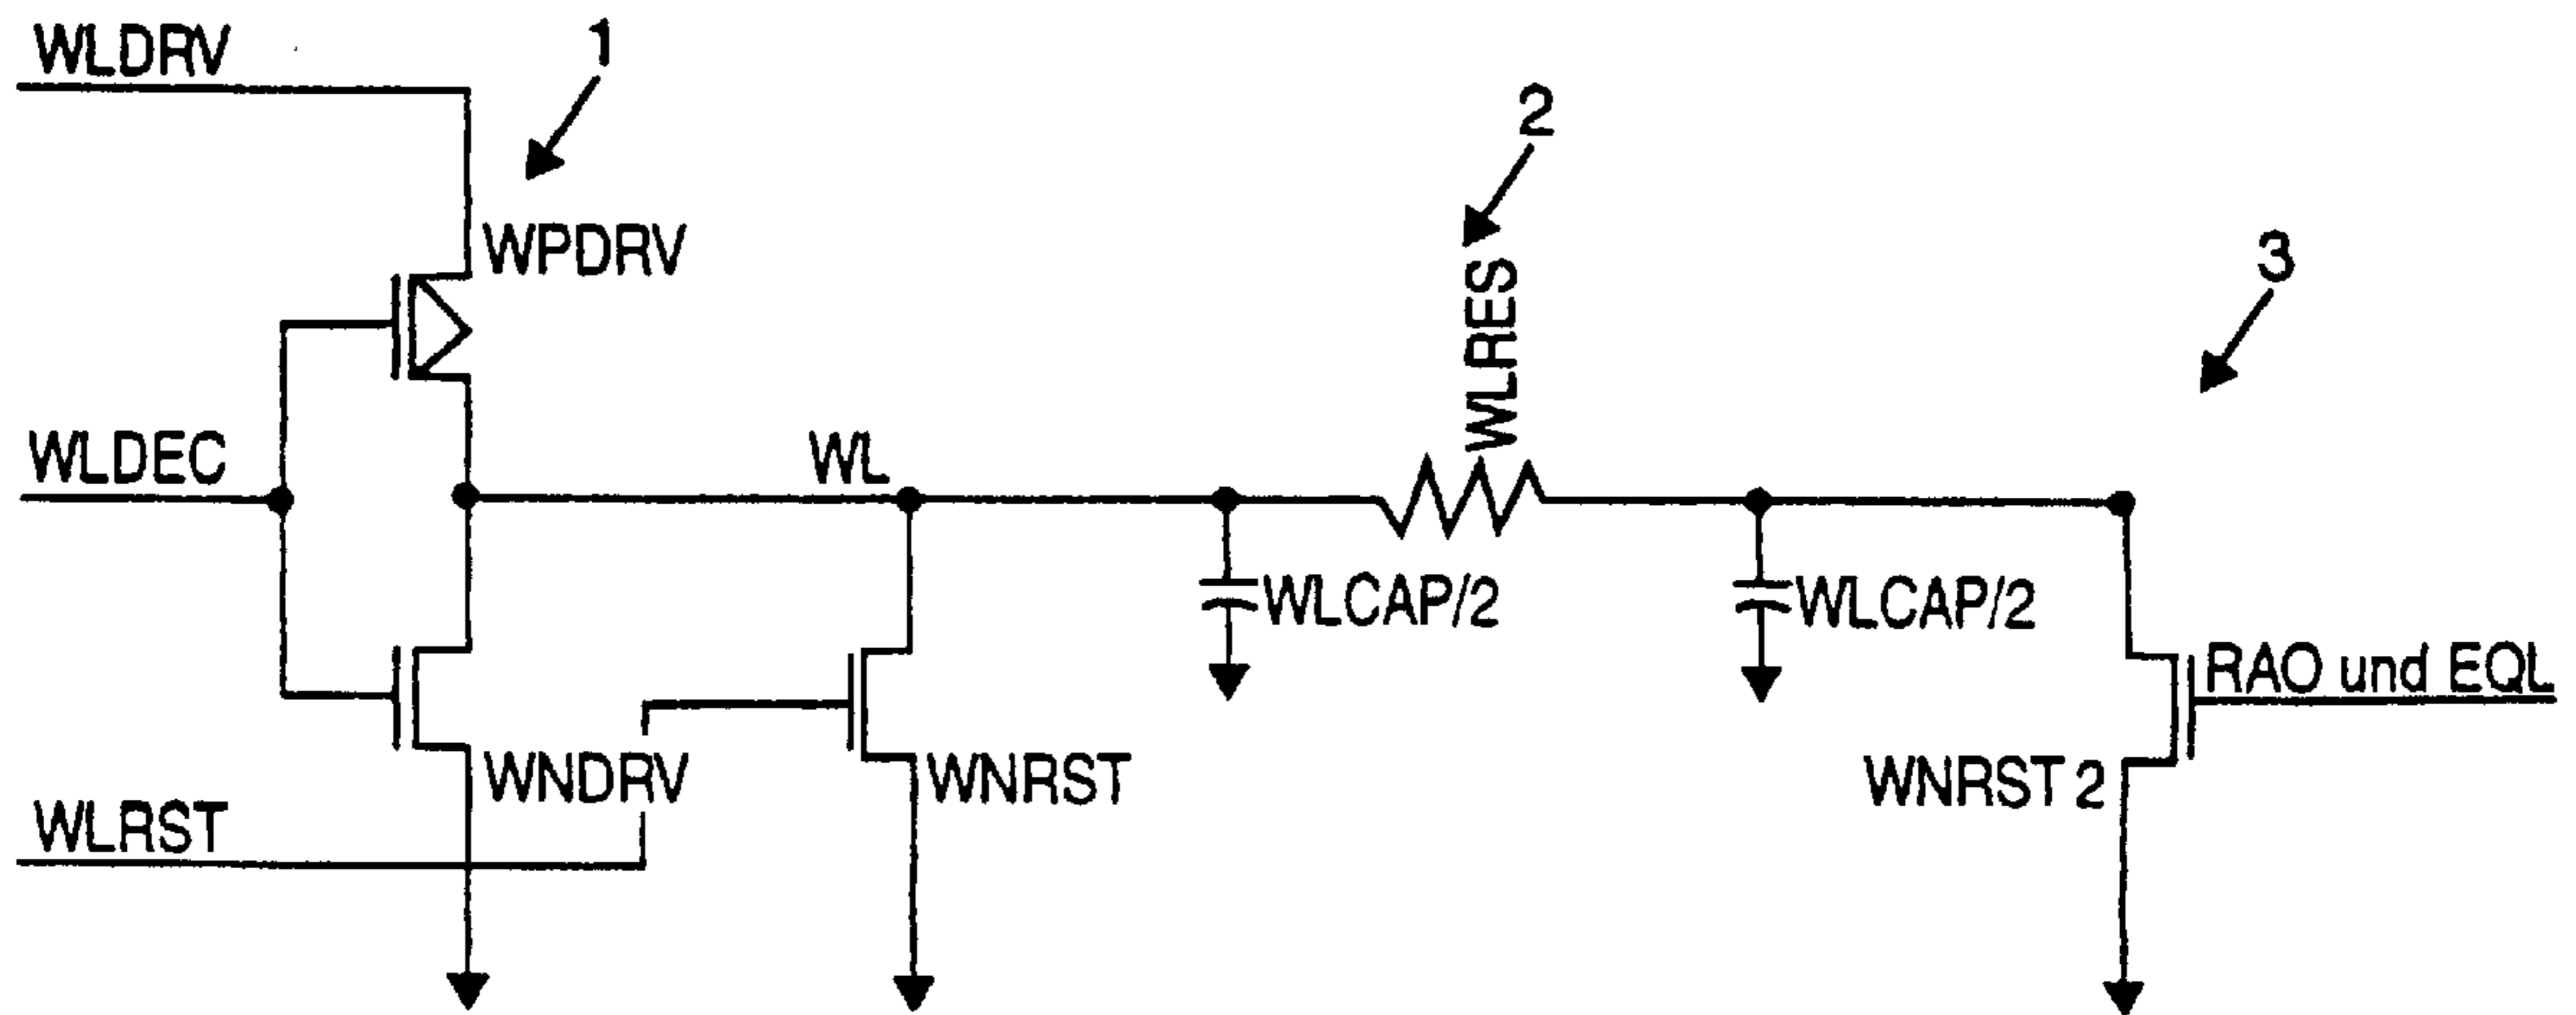 WLDRV
1
2
WPDRV
3
WLRES
WLDEC
WL
WLCAP/2
WLCAP/2
RAO und EQL
WNDRV
WNRST
WNRST 2
WLRST